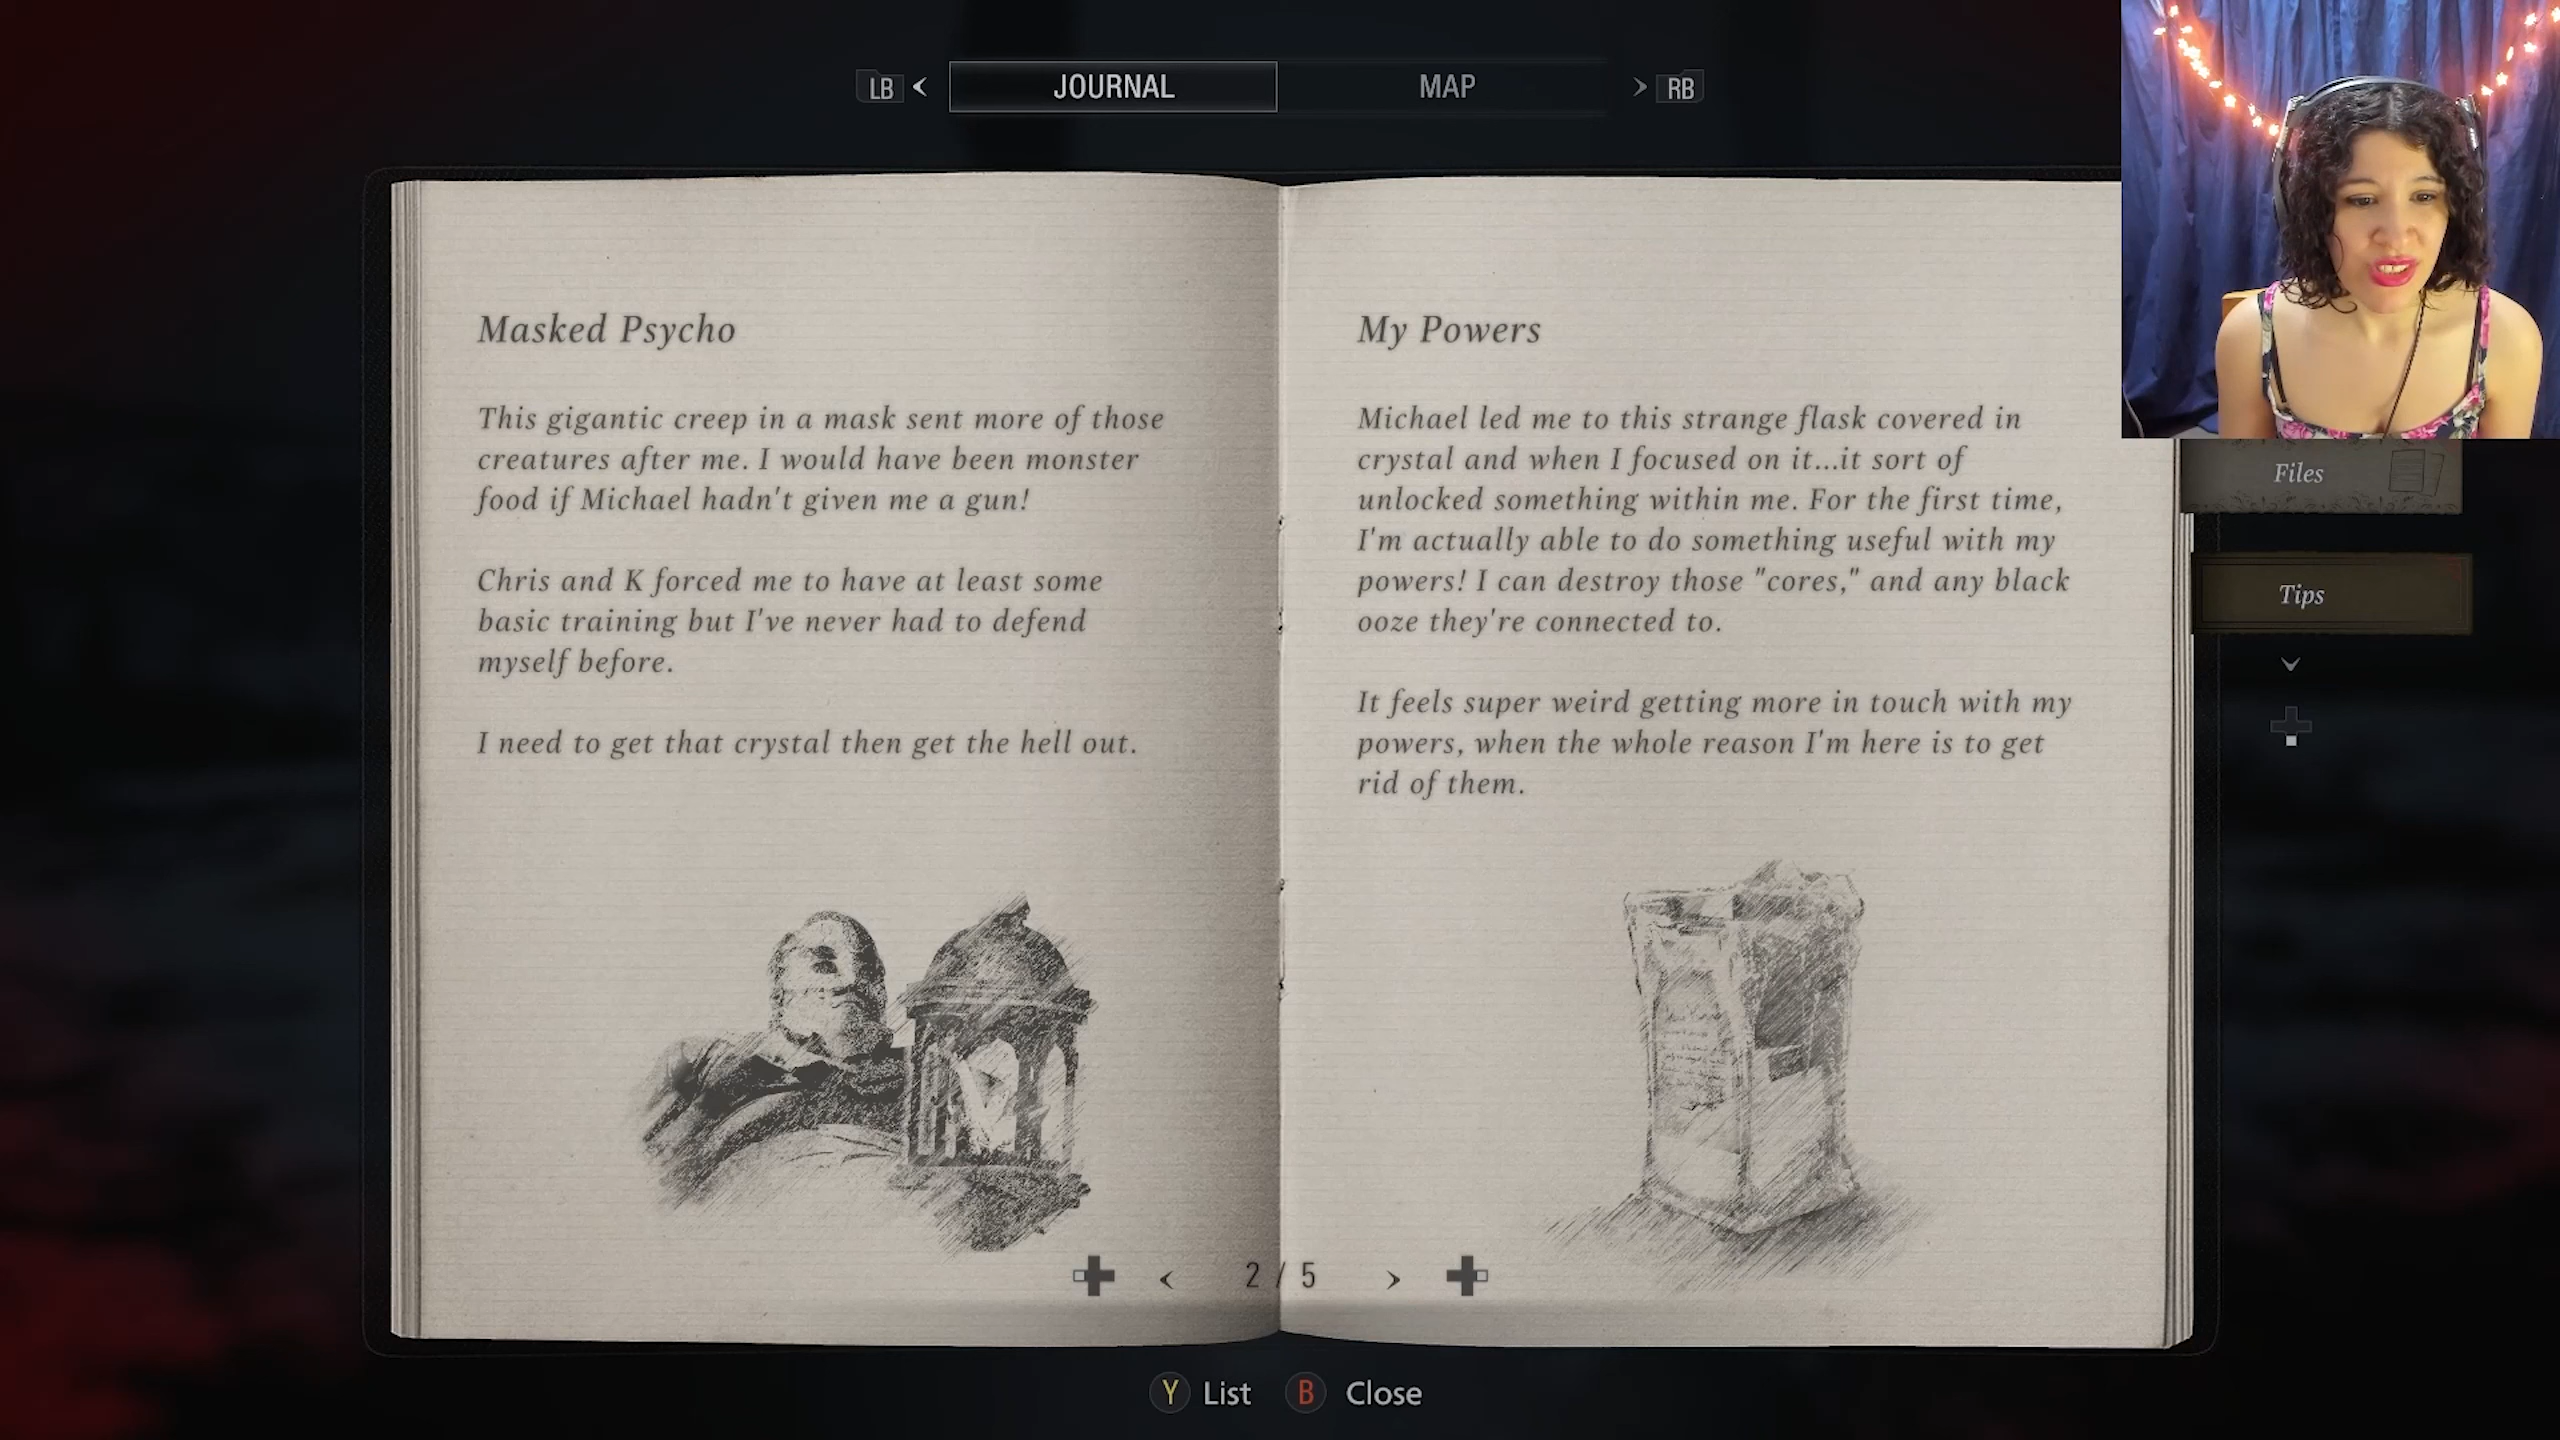 LB < JOURNAL MAP > RB
Masked Psycho
This gigantic creep in a mask sent more of those
creatures after me. I would have been monster
food if Michael hadn't given me a gun!
Chris and K forced me to have at least some
basic training but I've never had to defend
myself before.
I need to get that crystal then get the hell out.
My Powers
Michael led me to this strange flask covered in
crystal and when I focused on it...it sort of
unlocked something within me. For the first time,
I'm actually able to do something useful with my
powers! I can destroy those "cores," and any black
ooze they're connected to.
It feels super weird getting more in touch with my
powers, when the whole reason I'm here is to get
rid of them.
Files
Tips
< 2 / 5 >
Y List B Close